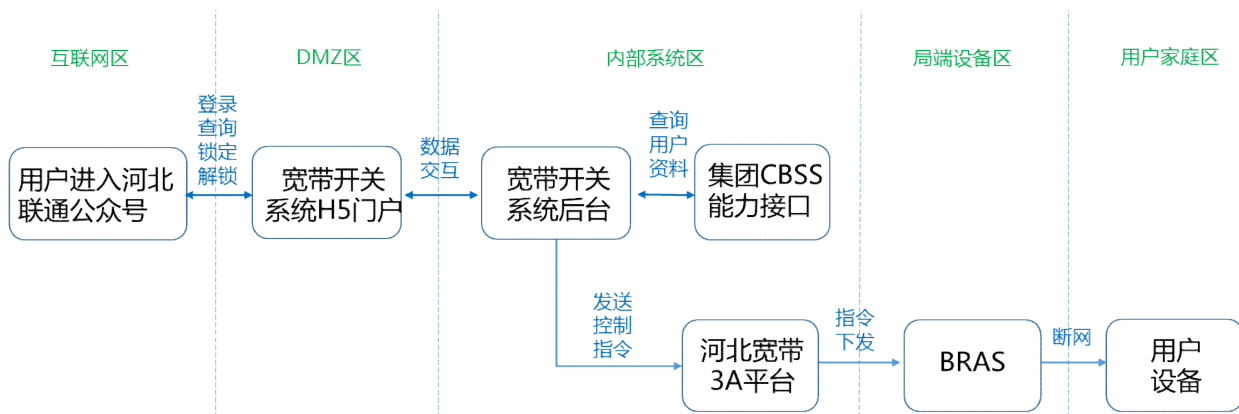 互联网区
DMZ区
内部系统区
局端设备区
用户家庭区
登录
查询
锁定
解锁
数据
交互
查询
用户
资料
用户进入河北
联通公众号
宽带开关
系统H5门户
宽带开关
系统后台
集团CBSS
能力接口
发送
控制
指令
指令
下发
断网
河北宽带
3A平台
BRAS
用户
设备